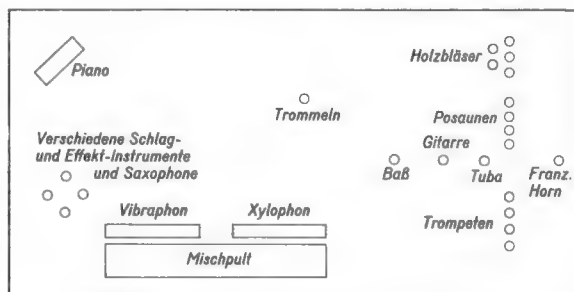 Holzbläser
Piano
Trommeln
Posaunen
Verschiedene Schlag-
und Effekt-Instrumente
und Saxophone
Gitarre
Baß
Tuba
Franz.
Horn
Vibraphon
Xylophon
Trompeten
Mischpult